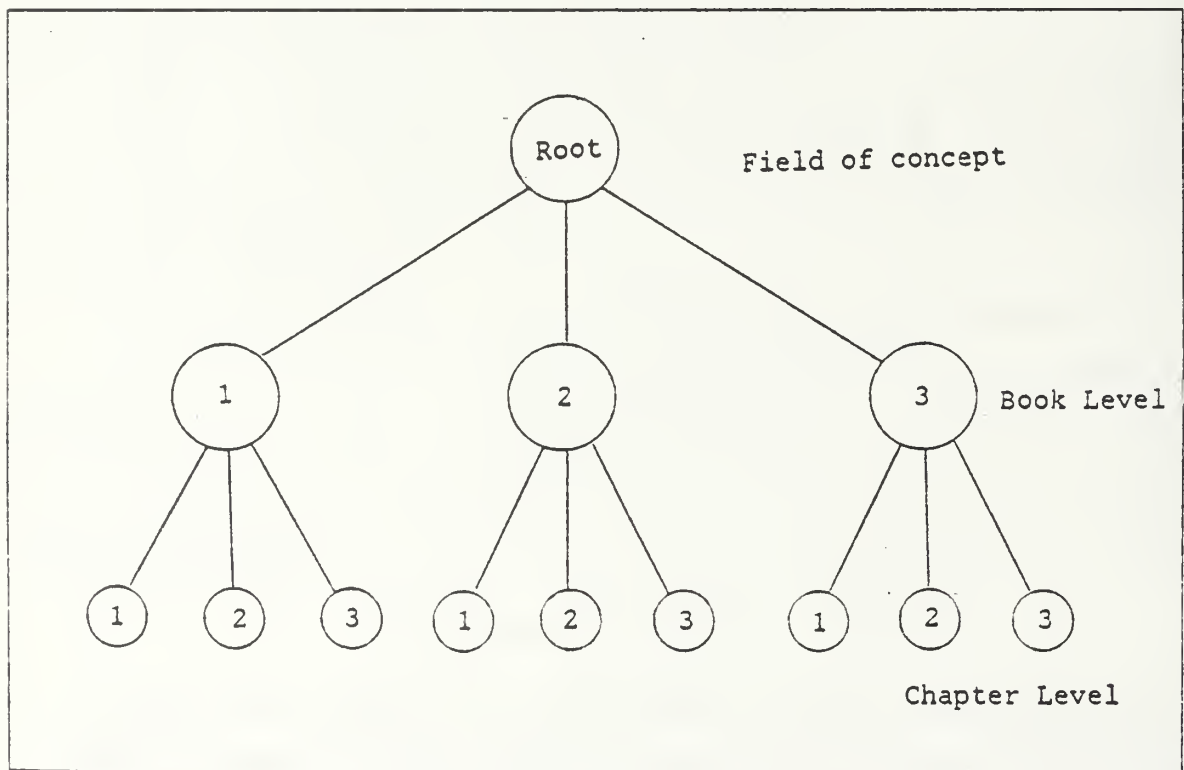 Root
Field of concept
1 2 3 Book Level
1 2 3 1 2 3 1 2 3
Chapter Level